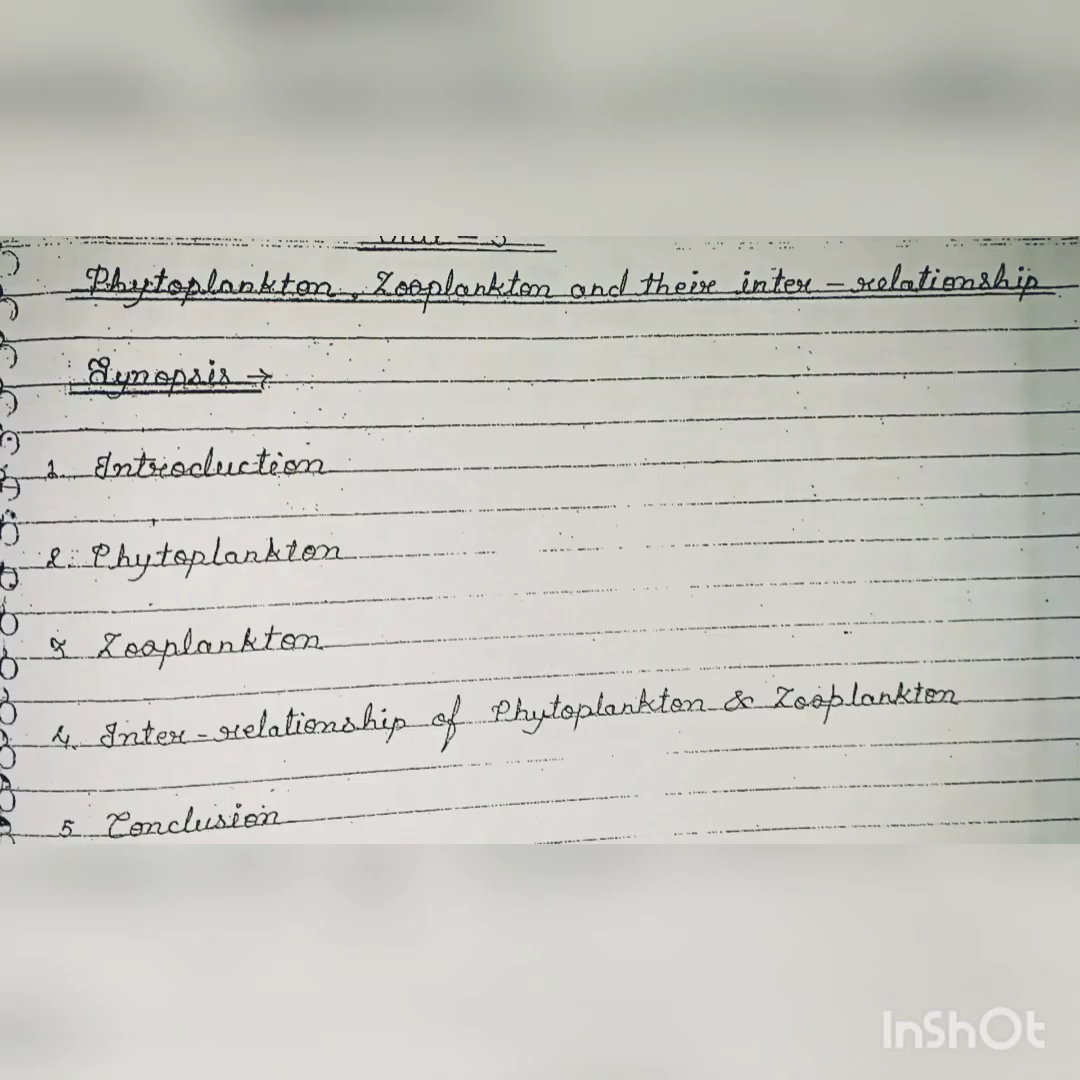 Phytoplankton, Zooplankton and their inter-relationship
Synopsis →
1. Introduction
2. Phytoplankton
3. Zooplankton
4. Inter-relationship of Phytoplankton & Zooplankton
5 Conclusion
InShOt